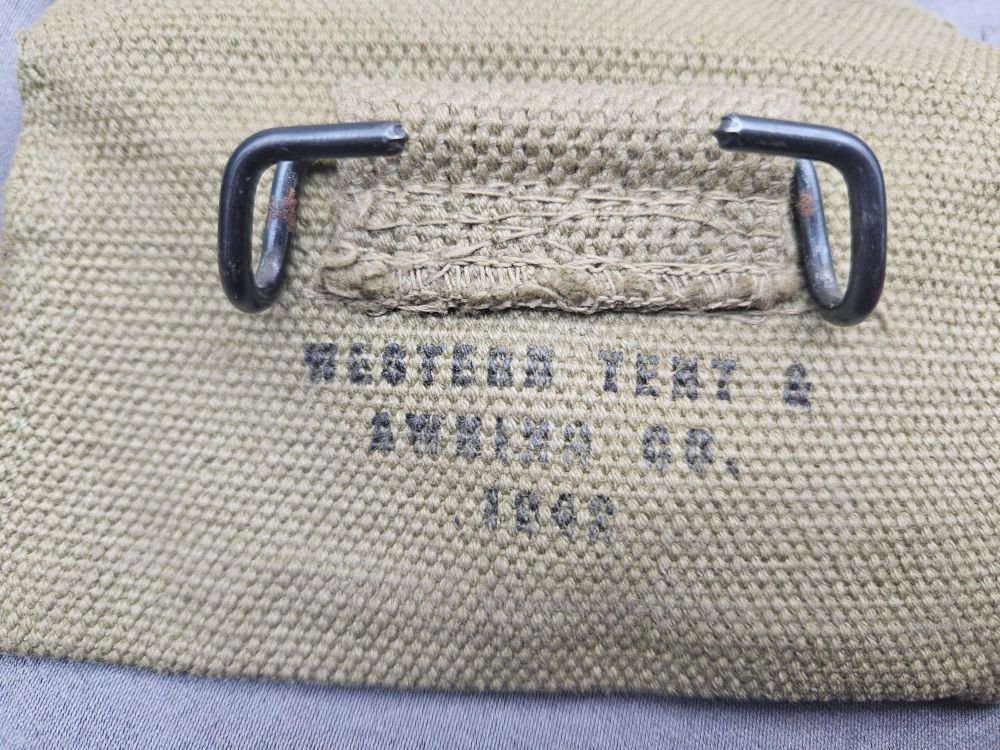 WESTERN TENT &
AWNING CO.
1942